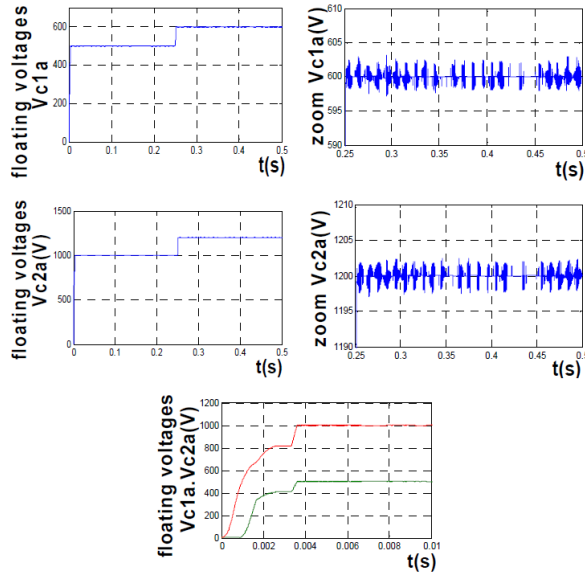 floating voltages
Vc1a
600
400
200
0
0 0.1 0.2 0.3 0.4 0.5
t(s)
zoom Vc1a(V)
610
605
600
595
590
0.25 0.3 0.35 0.4 0.45 0.5
t(s)
floating voltages
Vc2a(V)
1500
1000
500
0
0 0.1 0.2 0.3 0.4 0.5
t(s)
zoom Vc2a(V)
1210
1205
1200
1195
1190
0.25 0.3 0.35 0.4 0.45 0.5
t(s)
floating voltages
Vc1a.Vc2a(V)
1200
1000
800
600
400
200
0
0 0.002 0.004 0.006 0.008 0.01
t(s)